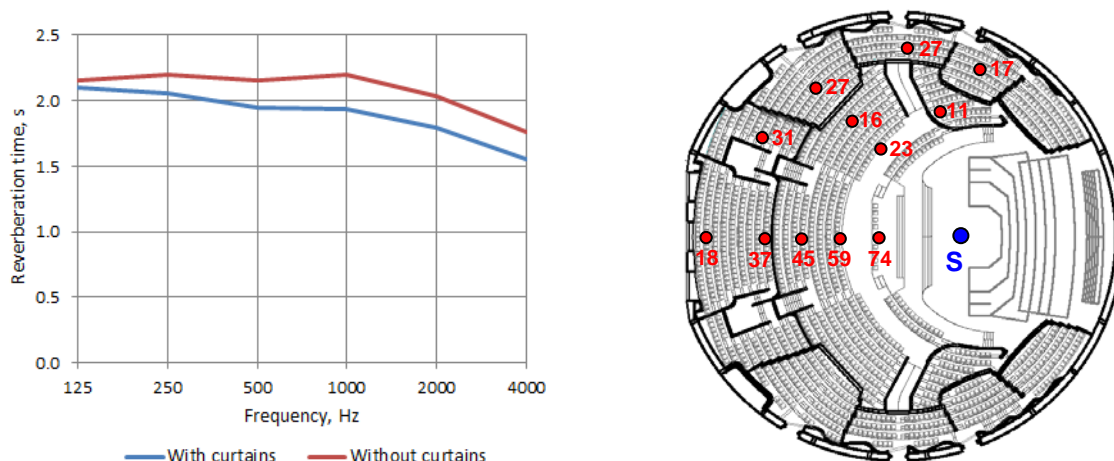 2.5
2.0
1.5
1.0
0.5
0.0
Reverberation time, s
125 250 500 1000 2000 4000
Frequency, Hz
With curtains Without curtains
27
17
27
11
16
31
23
18 37 45 59 74 S